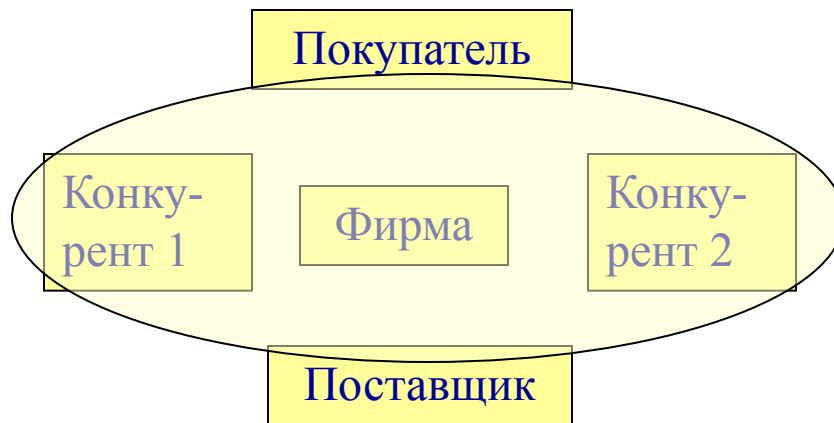 Покупатель
Конку-
рент 1
Фирма
Конку-
рент 2
Поставщик